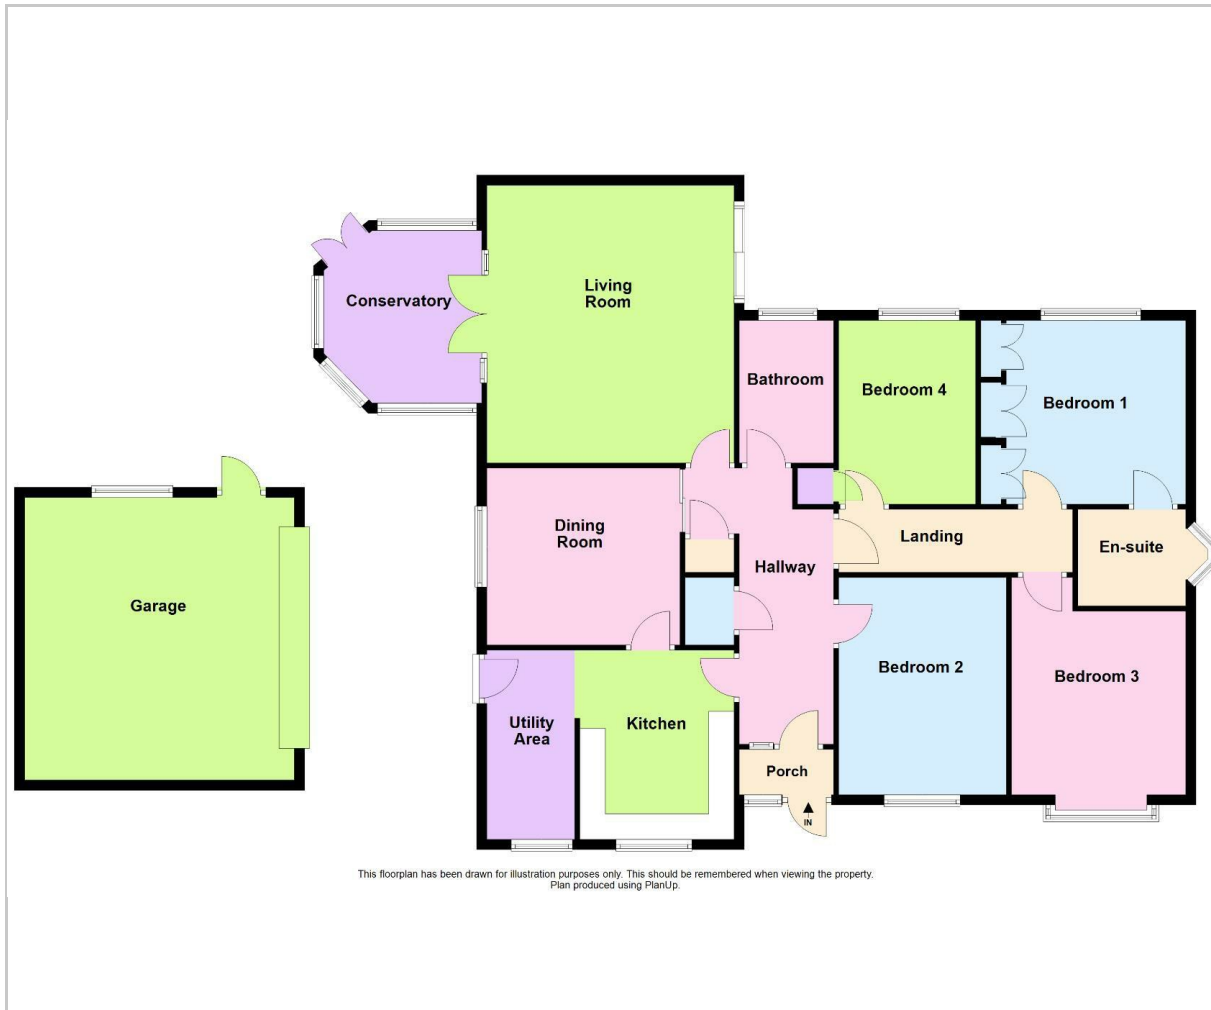 Living
Room
Conservatory
Bathroom
Bedroom 4
Bedroom 1
Dining
Room
Landing
En-suite
Hallway
Garage
Bedroom 2
Bedroom 3
Utility
Area
Kitchen
Porch
IN
This floorplan has been drawn for illustration purposes only. This should be remembered when viewing the property.
Plan produced using PlanUp.